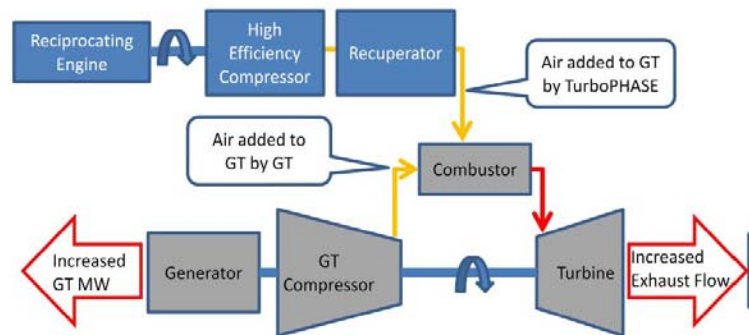 Reciprocating
Engine
High
Efficiency
Compressor
Recuperator
Air added to GT
by TurboPHASE
Air added to
GT by GT
Combustor
Increased
GT MW
Generator
GT
Compressor
Turbine
Increased
Exhaust Flow